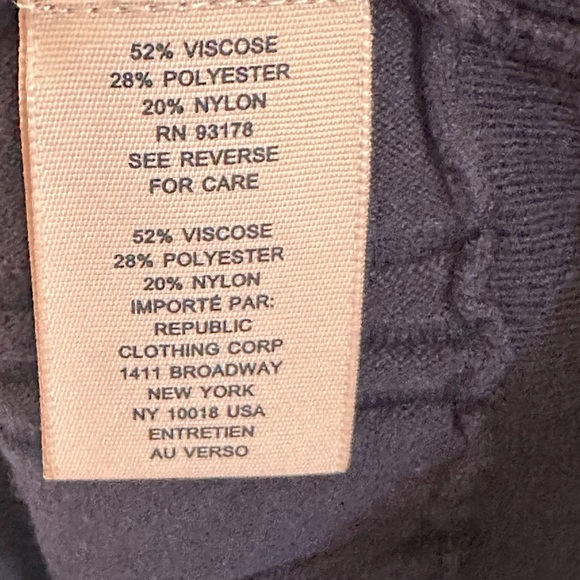 52% VISCOSE
28% POLYESTER
20% NYLON
RN 93178
SEE REVERSE
FOR CARE
52% VISCOSE
28% POLYESTER
20% NYLON
IMPORTÉ PAR:
REPUBLIC
CLOTHING CORP
1411 BROADWAY
NEW YORK
NY 10018 USA
ENTRETIEN
AU VERSO